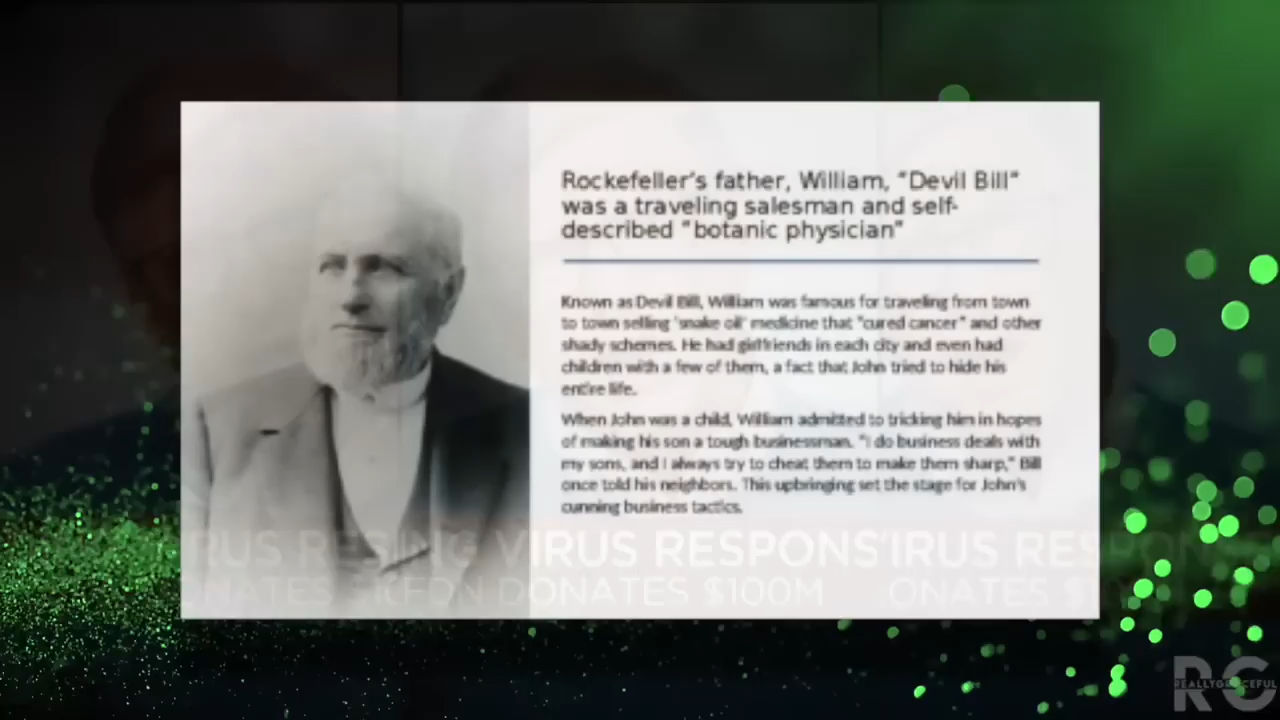 Rockefeller's father, William, "Devil Bill"
was a traveling salesman and self-
described "botanic physician"
Known as Devil Bill, William was famous for traveling from town
to town selling 'snake oil' medicine that "cured cancer" and other
shady schemes. He had girlfriends in each city and even had
children with a few of them, a fact that John tried to hide his
entire life.
When John was a child, William admitted to tricking him in hopes
of making his son a tough businessman. "I do business deals with
my sons, and I always try to cheat them to make them sharp," Bill
once told his neighbors. This upbringing set the stage for John's
cunning business tactics.
VIRUS RESPONS
DONATES $100M
RG
REALLYGRACEFUL